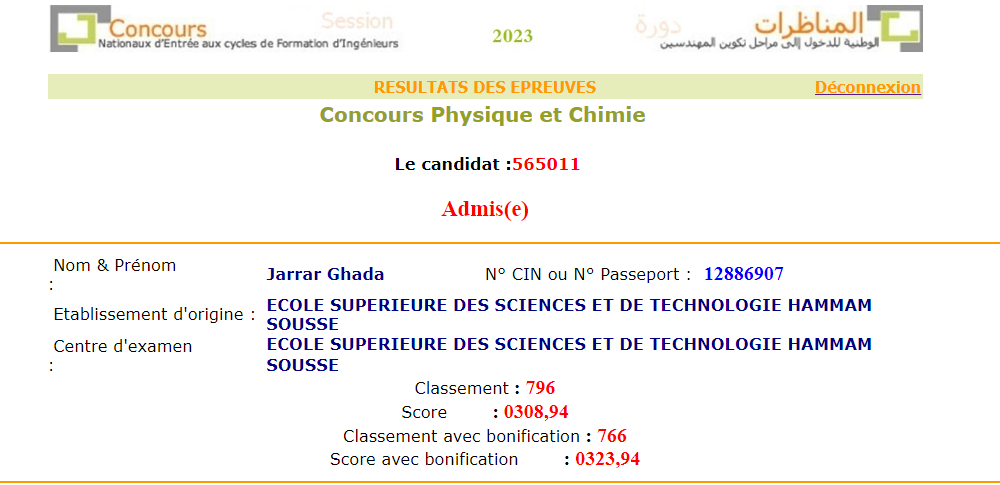 Concours Session
Nationaux d'Entrée aux cycles de Formation d'Ingénieurs
2023
المناظرات دورة
الوطنية للدخول إلى مراحل تكوين المهندسين
RESULTATS DES EPREUVES Déconnexion
Concours Physique et Chimie
Le candidat :565011
Admis(e)
Nom & Prénom : Jarrar Ghada N° CIN ou N° Passeport : 12886907
Etablissement d'origine : ECOLE SUPERIEURE DES SCIENCES ET DE TECHNOLOGIE HAMMAM
SOUSSE
Centre d'examen : ECOLE SUPERIEURE DES SCIENCES ET DE TECHNOLOGIE HAMMAM
SOUSSE
Classement : 796
Score : 0308,94
Classement avec bonification : 766
Score avec bonification : 0323,94